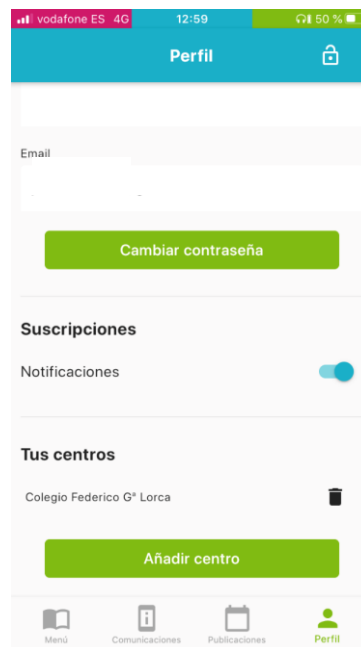 vodafone ES 4G 12:59 50 %
Perfil
Email
Cambiar contraseña
Suscripciones
Notificaciones
Tus centros
Colegio Federico Gª Lorca
Añadir centro
Menú Comunicaciones Publicaciones Perfil